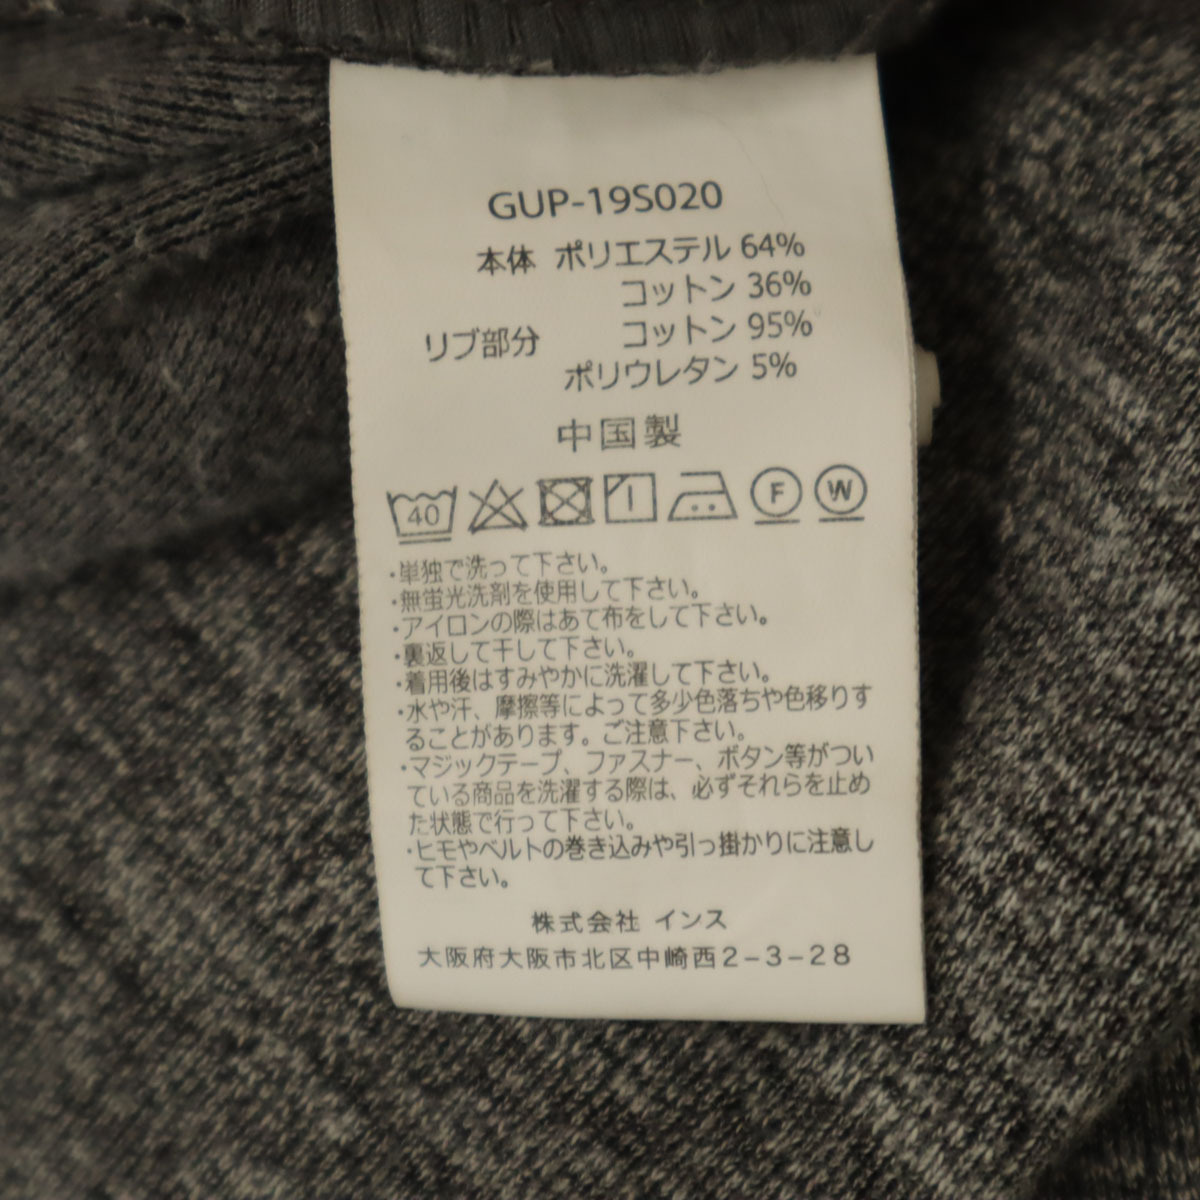 GUP-19S020
本体 ポリエステル 64%
コットン 36%
リブ部分 コットン 95%
ポリウレタン 5%
中国製
40 F W
・単独で洗って下さい。
・無蛍光洗剤を使用して下さい。
・アイロンの際はあて布をして下さい。
・裏返して干して下さい。
・着用後はすみやかに洗濯して下さい。
・水や汗、摩擦等によって多少色落ちや色移りす
ることがあります。ご注意下さい。
・マジックテープ、ファスナー、ボタン等がつい
ている商品を洗濯する際は、必ずそれらを止め
た状態で行って下さい。
・ヒモやベルトの巻き込みや引っ掛かりに注意し
て下さい。
株式会社 インス
大阪府大阪市北区中崎西2-3-28